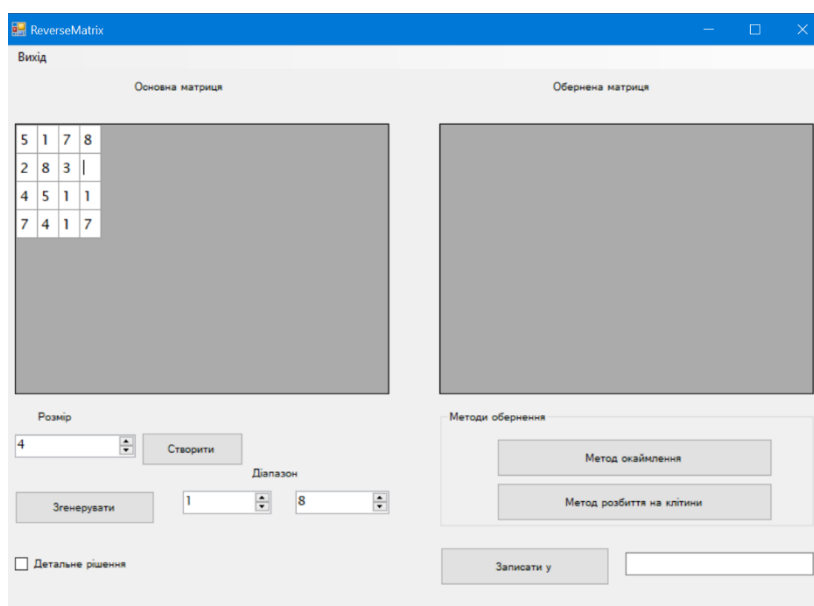 ReverseMatrix
Вихід
Основна матриця
Обернена матриця
5 1 7 8
2 8 3
4 5 1 1
7 4 1 7
Розмір
4
Створити
Діапазон
Згенерувати
1
8
Детальне рішення
Методи обернення
Метод окаймлення
Метод розбиття на клітини
Записати у